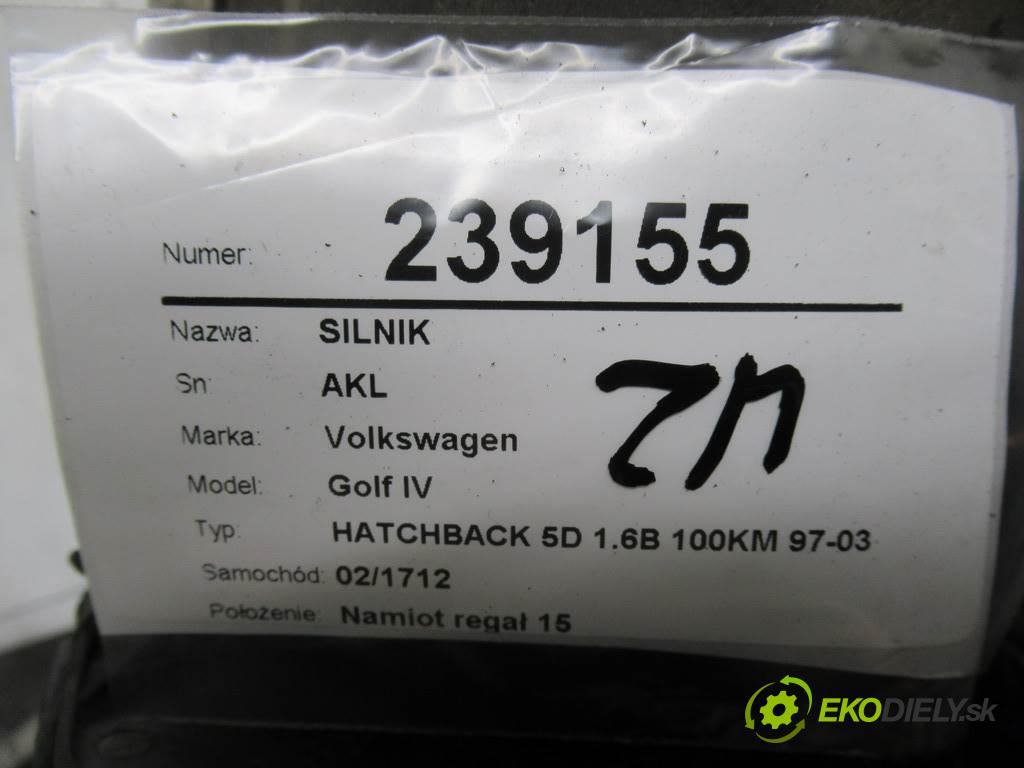 Numer: 239155
Nazwa: SILNIK
Sn: AKL
Marka: Volkswagen
Model: Golf IV
Typ: HATCHBACK 5D 1.6B 100KM 97-03
Samochód: 02/1712
Położenie: Namiot regał 15
EKODIELY.sk